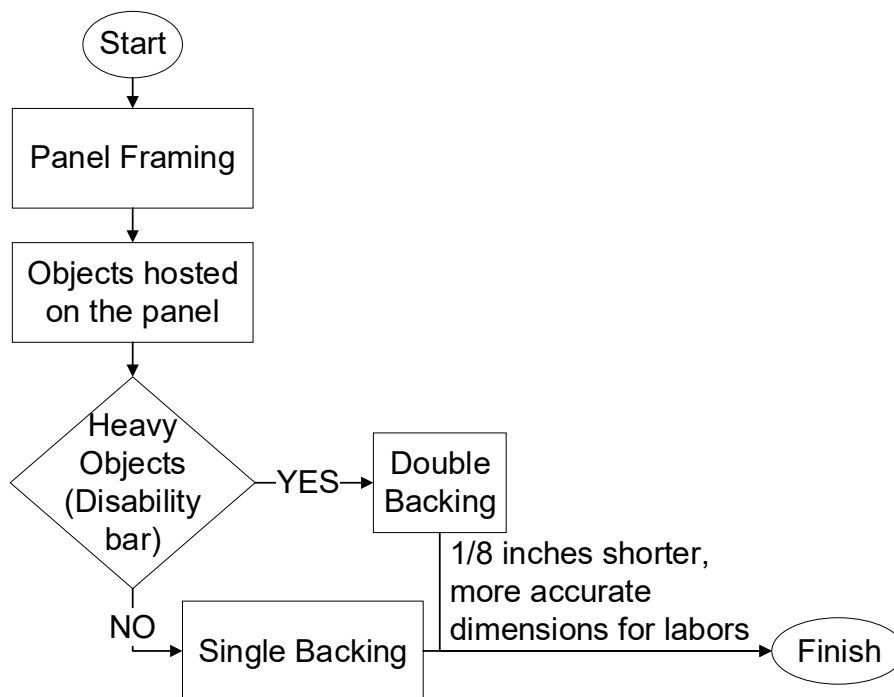 Start
Panel Framing
Objects hosted
on the panel
Heavy
Objects
(Disability
bar)
YES
Double
Backing
1/8 inches shorter,
more accurate
dimensions for labors
NO
Single Backing
Finish